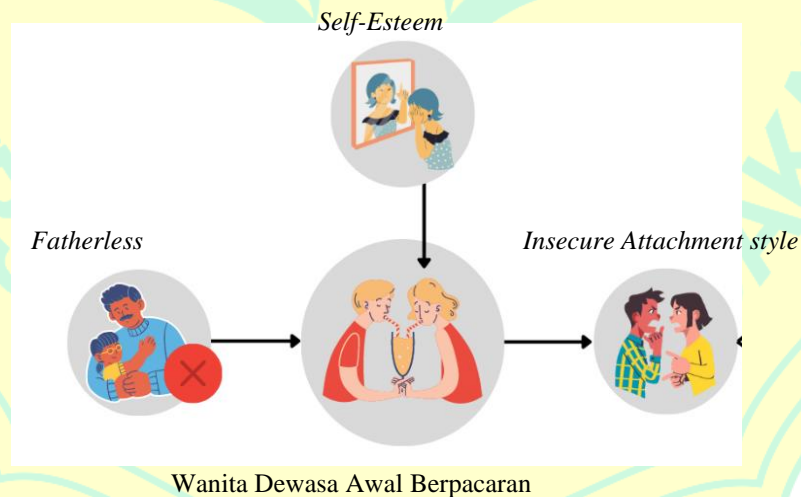 Self-Esteem
Fatherless
Insecure Attachment style
Wanita Dewasa Awal Berpacaran